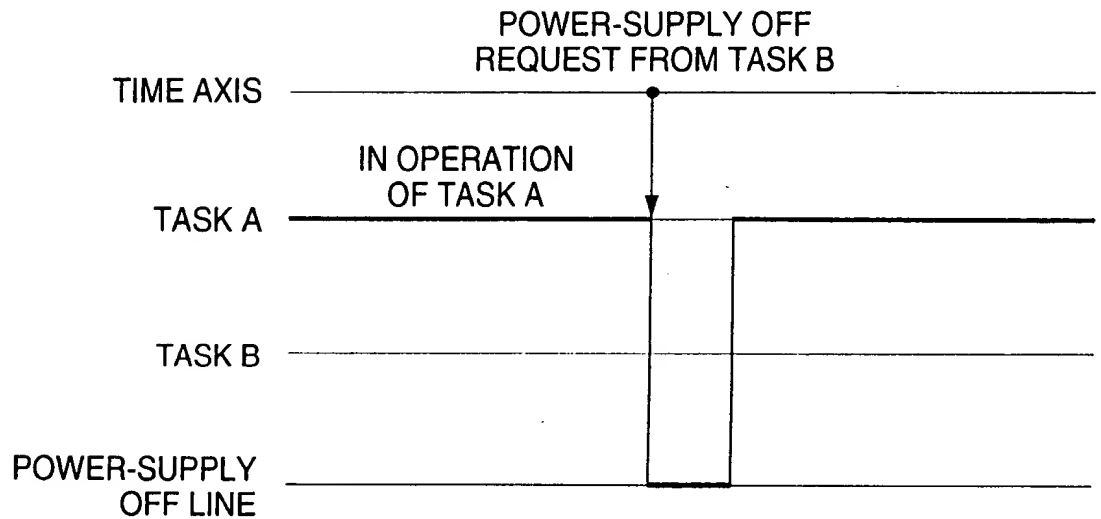 POWER-SUPPLY OFF
REQUEST FROM TASK B
TIME AXIS
IN OPERATION
OF TASK A
TASK A
TASK B
POWER-SUPPLY
OFF LINE